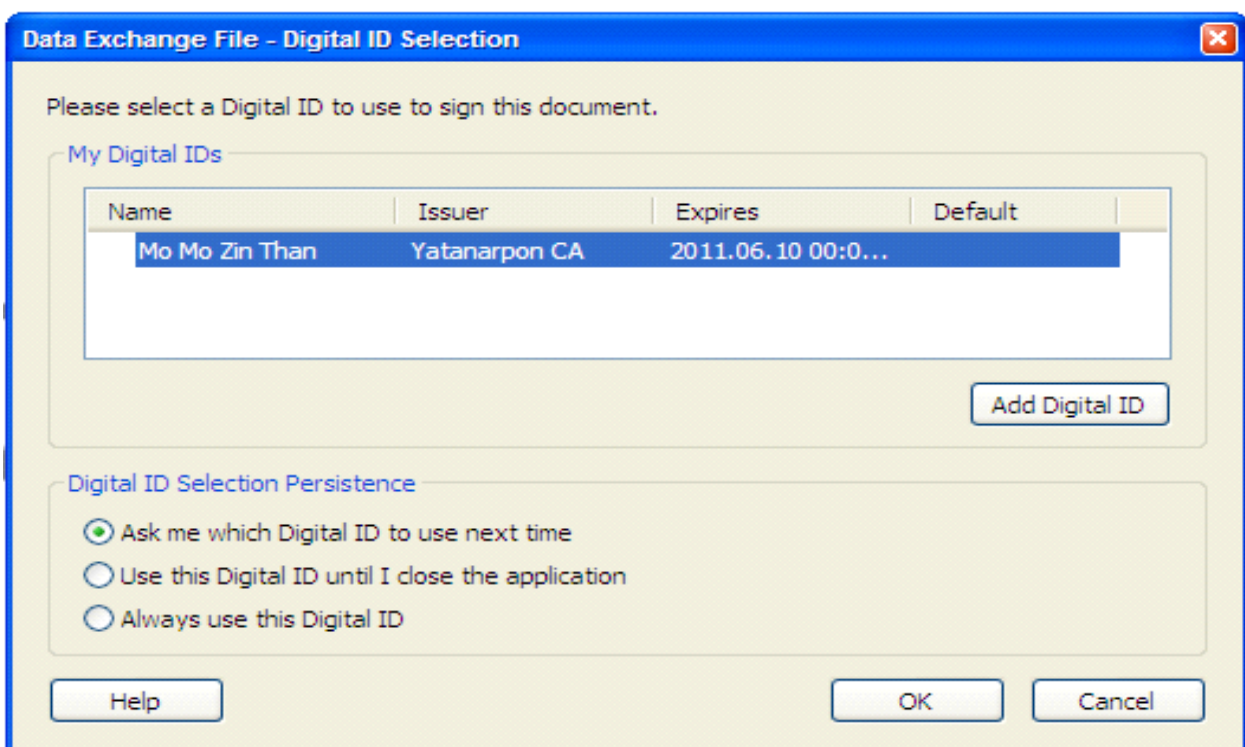 Data Exchange File - Digital ID Selection
Please select a Digital ID to use to sign this document.
My Digital IDs
Name Issuer Expires Default
Mo Mo Zin Than Yatanarpon CA 2011.06.10 00:0...
Add Digital ID
Digital ID Selection Persistence
Ask me which Digital ID to use next time
Use this Digital ID until I close the application
Always use this Digital ID
Help OK Cancel